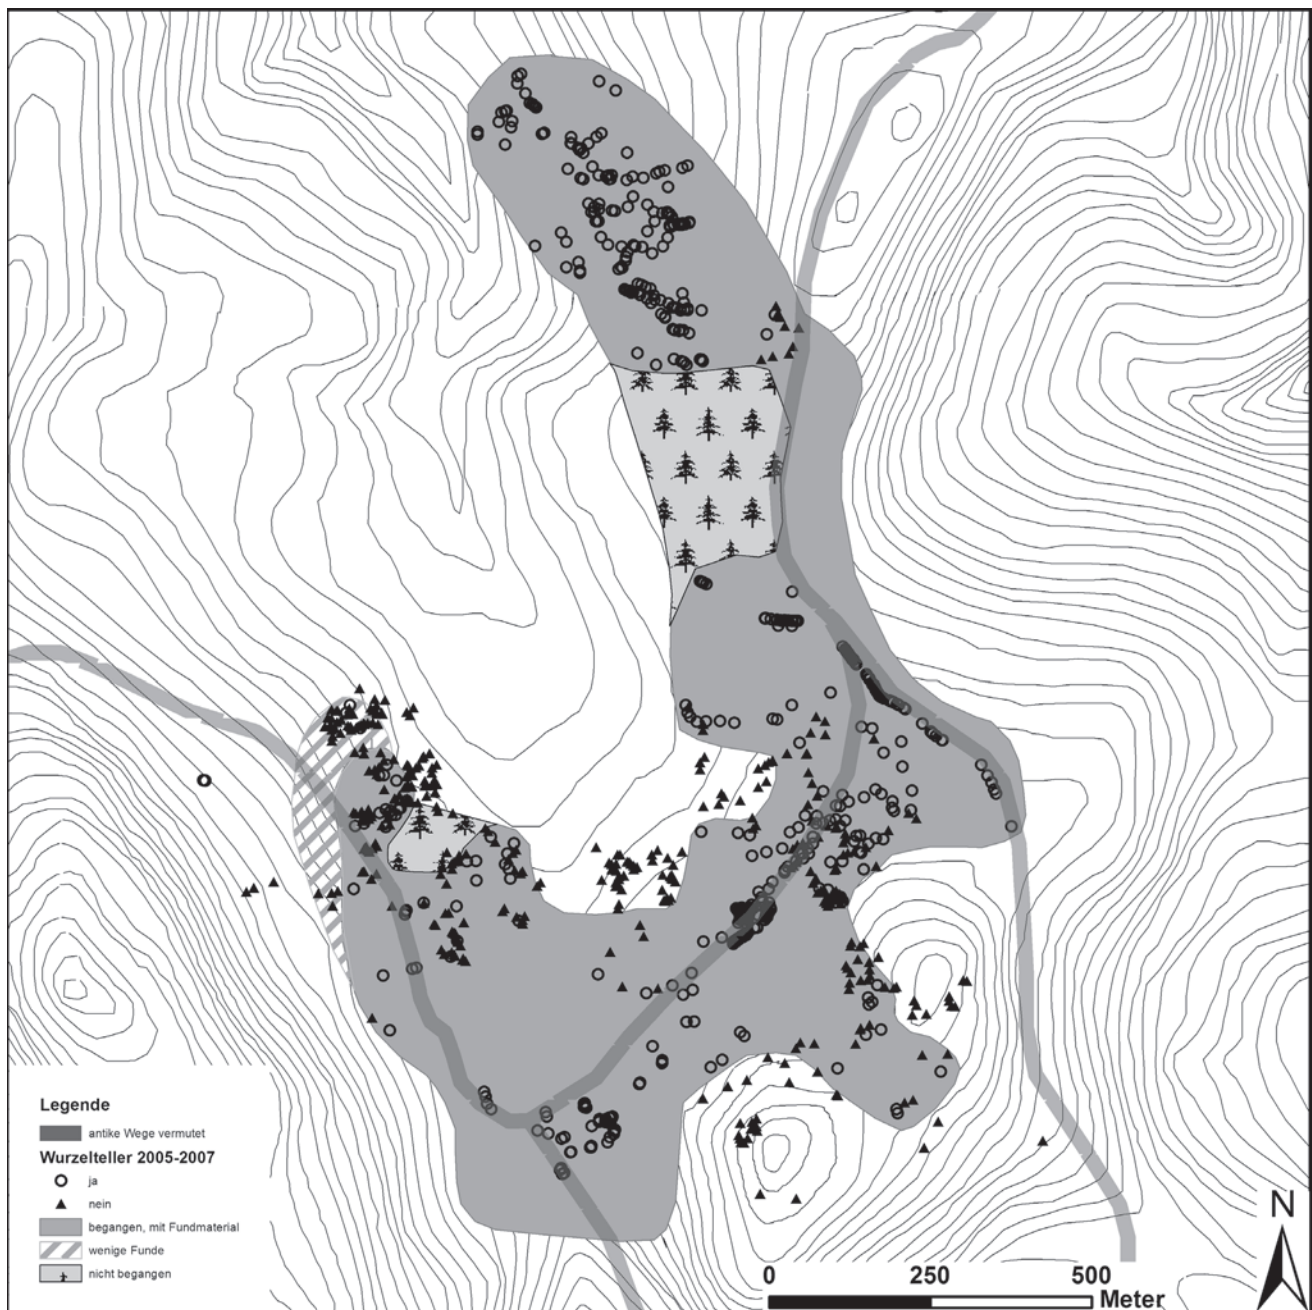 Legende
antike Wege vermutet
Wurzelteller 2005-2007
ja
nein
begangen, mit Fundmaterial
wenige Funde
nicht begangen
N
0 250 500
Meter